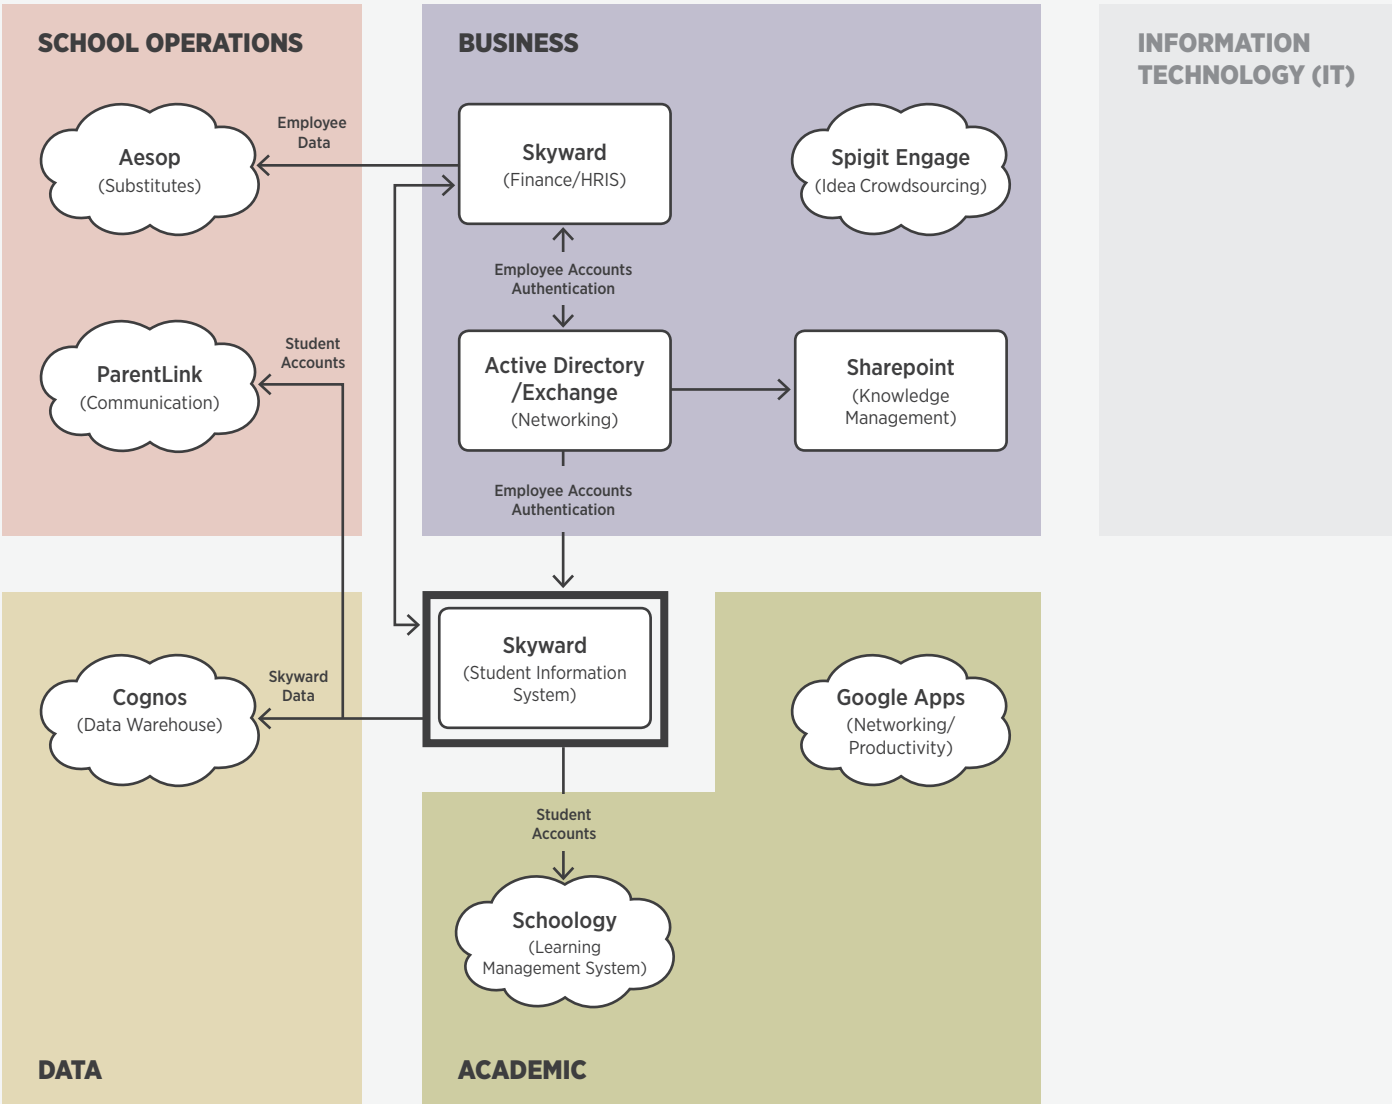 SCHOOL OPERATIONS
BUSINESS
INFORMATION
TECHNOLOGY (IT)
Aesop
(Substitutes)
Employee
Data
Skyward
(Finance/HRIS)
Spigit Engage
(Idea Crowdsourcing)
Employee Accounts
Authentication
ParentLink
(Communication)
Student
Accounts
Active Directory
/Exchange
(Networking)
Sharepoint
(Knowledge
Management)
Employee Accounts
Authentication
Cognos
(Data Warehouse)
Skyward
Data
Skyward
(Student Information
System)
Google Apps
(Networking/
Productivity)
Student
Accounts
Schoology
(Learning
Management System)
DATA
ACADEMIC